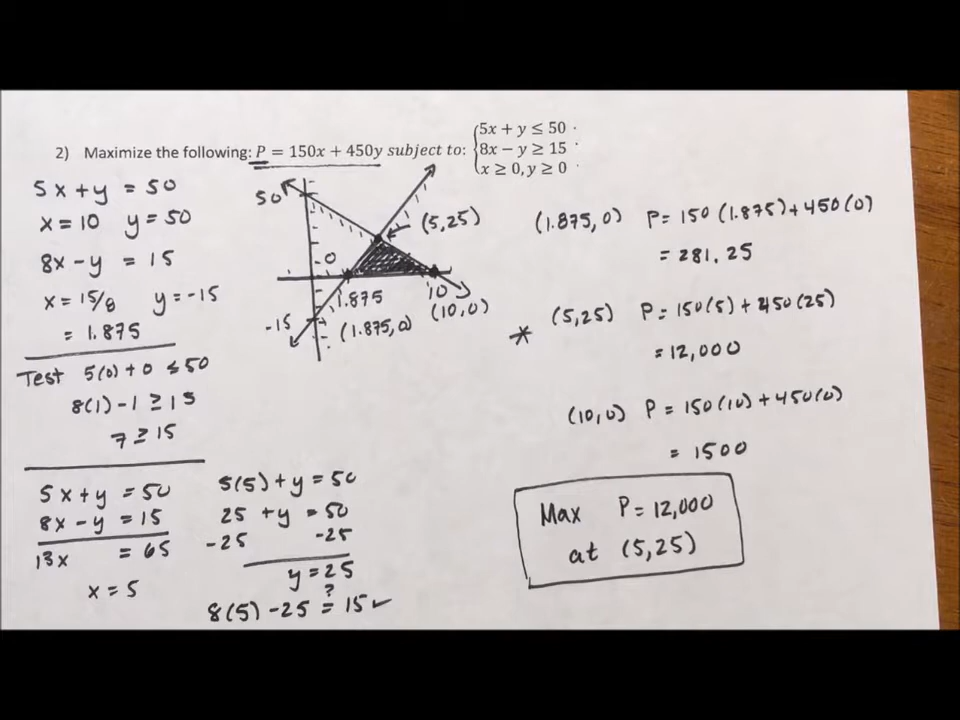 2) Maximize the following: P = 150x + 450y subject to: {5x + y ≤ 50
8x − y ≥ 15
x ≥ 0, y ≥ 0
5x + y = 50
x = 10 y = 50
8x - y = 15
x = 15/8 y = -15
= 1.875
Test 5(0) + 0 ≤ 50
8(1) - 1 ≥ 15
7 ≥ 15
5x + y = 50
8x - y = 15
13x = 65
x = 5
5(5) + y = 50
25 + y = 50
-25 -25
y = 25
?
8(5) - 25 = 15 ✓
50
(5,25)
0
1.875
10
(10,0)
-15
(1.875,0)
(1.875,0) P = 150(1.875) + 450(0)
= 281.25
* (5,25) P = 150(5) + 450(25)
= 12,000
(10,0) P = 150(10) + 450(0)
= 1500
Max P = 12,000
at (5,25)